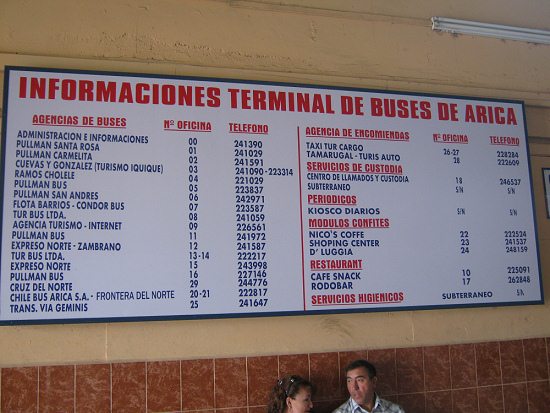 INFORMACIONES TERMINAL DE BUSES DE ARICA
AGENCIAS DE BUSES Nº OFICINA TELEFONO
ADMINISTRACION E INFORMACIONES 00 241390
PULLMAN SANTA ROSA 01 241029
PULLMAN CARMELITA 02 241591
CUEVAS Y GONZALEZ (TURISMO IQUIQUE) 03 241090-223314
RAMOS CHOLELE 04 221029
PULLMAN BUS 05 223837
PULLMAN SAN ANDRES 06 242971
FLOTA BARRIOS - CONDOR BUS 07 223587
TUR BUS LTDA. 08 241059
AGENCIA TURISMO - INTERNET 09 226561
PULLMAN BUS 11 241972
EXPRESO NORTE - ZAMBRANO 12 241587
TUR BUS LTDA. 13-14 222217
EXPRESO NORTE 15 243998
PULLMAN BUS 16 227146
CRUZ DEL NORTE 29 244776
CHILE BUS ARICA S.A.- FRONTERA DEL NORTE 20-21 222817
TRANS. VIA GEMINIS 25 241647
AGENCIA DE ENCOMIENDAS Nº OFICINA TELEFONO
TAXI TUR CARGO 26-27 228284
TAMARUGAL - TURIS AUTO 28 222609
SERVICIOS DE CUSTODIA
CENTRO DE LLAMADOS Y CUSTODIA 18 246537
SUBTERRANEO S/N S/N
PERIODICOS
KIOSCO DIARIOS S/N S/N
MODULOS CONFITES
NICO'S COFFE 22 222524
SHOPING CENTER 23 241537
D' LUGGIA 24 248159
RESTAURANT
CAFE SNACK 10 225091
RODOBAR 17 262848
SERVICIOS HIGIENICOS SUBTERRANEO S/N